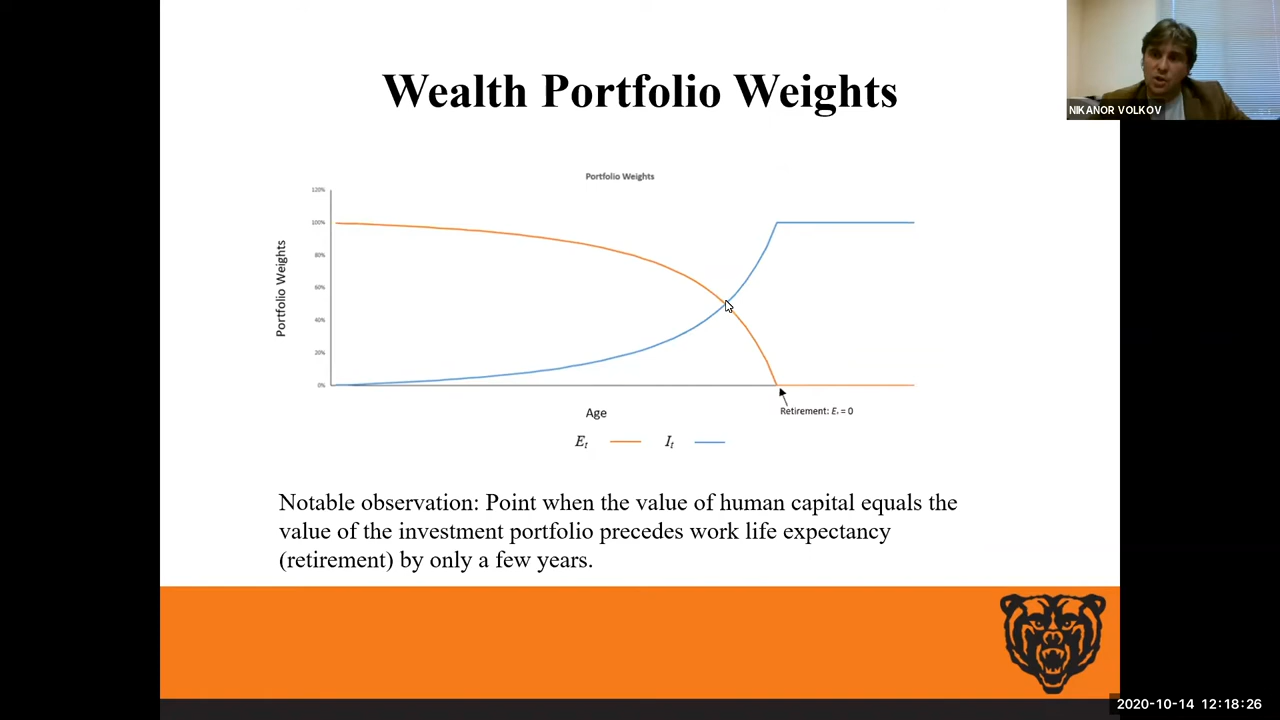 Wealth Portfolio Weights
NIKANOR VOLKOV
Portfolio Weights
120%
100%
80%
60%
40%
20%
0%
Portfolio Weights
Age
Retirement: Eₜ = 0
Eₜ
Iₜ
Notable observation: Point when the value of human capital equals the
value of the investment portfolio precedes work life expectancy
(retirement) by only a few years.
2020-10-14 12:18:26